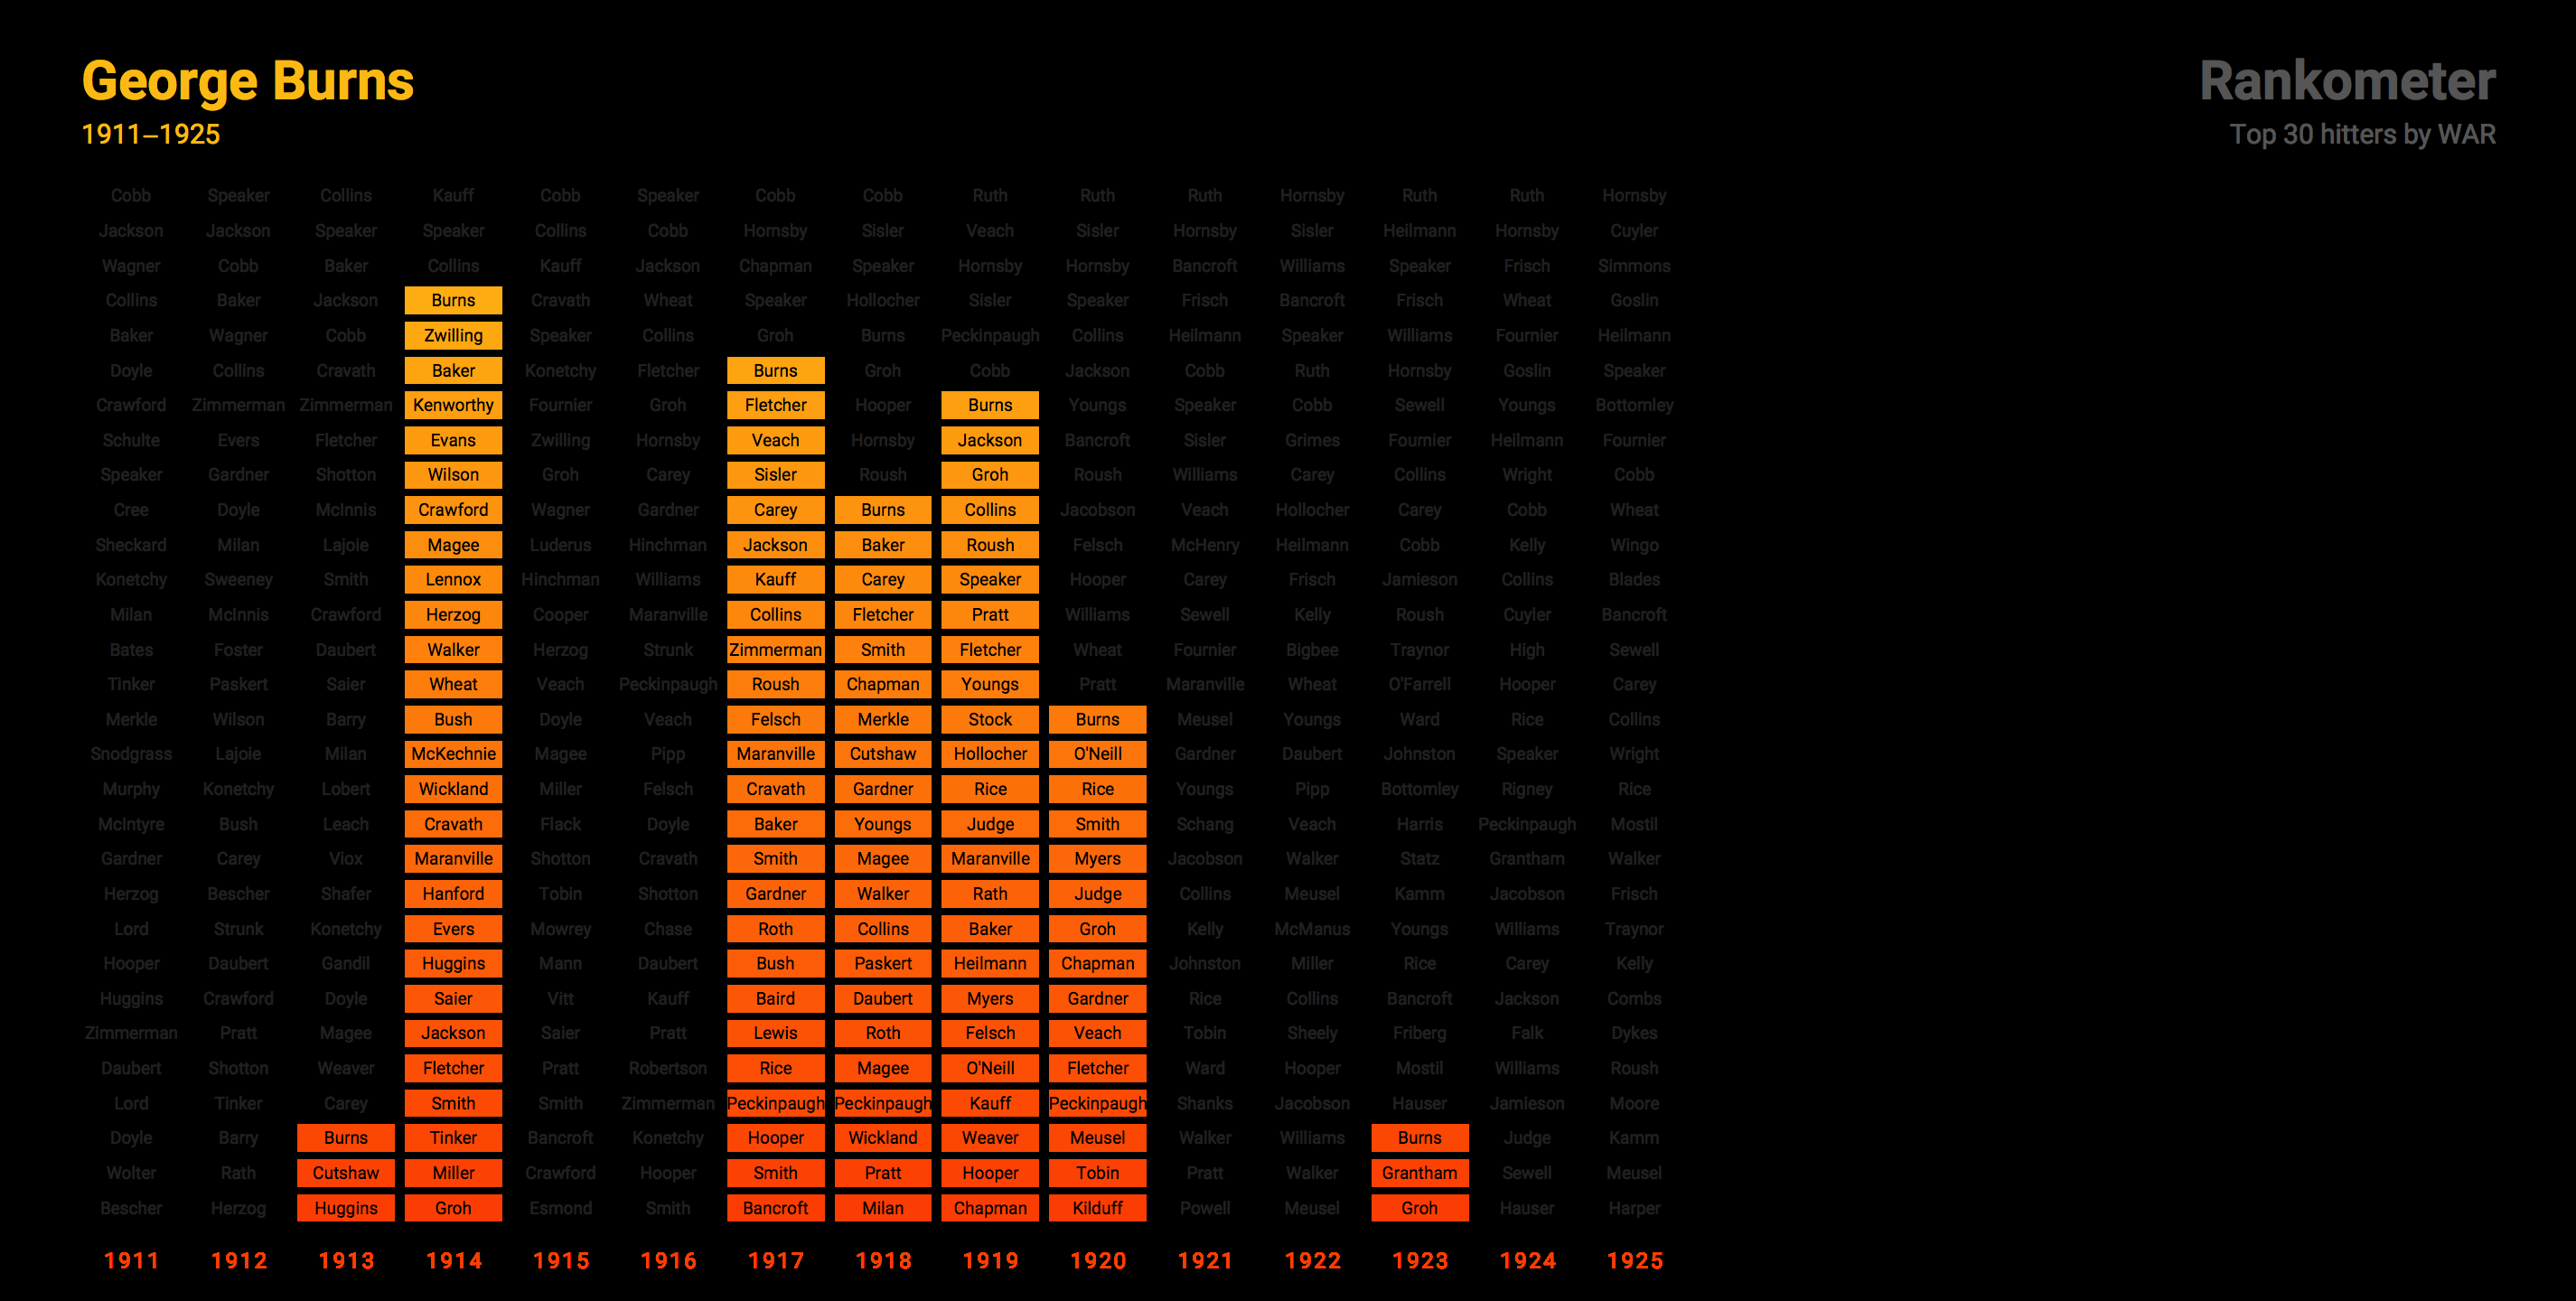 George Burns
Rankometer
1911–1925
Top 30 hitters by WAR
Cobb Speaker Collins Kauff Cobb Speaker Cobb Cobb Ruth Ruth Ruth Hornsby Ruth Ruth Hornsby
Jackson Jackson Speaker Speaker Collins Cobb Hornsby Sisler Veach Sisler Hornsby Sisler Heilmann Hornsby Cuyler
Wagner Cobb Baker Collins Kauff Jackson Chapman Speaker Hornsby Hornsby Bancroft Williams Speaker Frisch Simmons
Collins Baker Jackson Burns Cravath Wheat Speaker Hollocher Sisler Speaker Frisch Bancroft Frisch Wheat Goslin
Baker Wagner Cobb Zwilling Speaker Collins Groh Burns Peckinpaugh Collins Heilmann Speaker Williams Fournier Heilmann
Doyle Collins Cravath Baker Konetchy Fletcher Burns Groh Cobb Jackson Cobb Ruth Hornsby Goslin Speaker
Crawford Zimmerman Zimmerman Kenworthy Fournier Groh Fletcher Hooper Burns Youngs Speaker Cobb Sewell Youngs Bottomley
Schulte Evers Fletcher Evans Zwilling Hornsby Veach Hornsby Jackson Bancroft Sisler Grimes Fournier Heilmann Fournier
Speaker Gardner Shotton Wilson Groh Carey Sisler Roush Groh Roush Williams Carey Collins Wright Cobb
Cree Doyle McInnis Crawford Wagner Gardner Carey Burns Collins Jacobson Veach Hollocher Carey Cobb Wheat
Sheckard Milan Lajoie Magee Luderus Hinchman Jackson Baker Roush Felsch McHenry Heilmann Cobb Kelly Wingo
Konetchy Sweeney Smith Lennox Hinchman Williams Kauff Carey Speaker Hooper Carey Frisch Jamieson Collins Blades
Milan McInnis Crawford Herzog Cooper Maranville Collins Fletcher Pratt Williams Sewell Kelly Roush Cuyler Bancroft
Bates Foster Daubert Walker Herzog Strunk Zimmerman Smith Fletcher Wheat Fournier Bigbee Traynor High Sewell
Tinker Paskert Saier Wheat Veach Peckinpaugh Roush Chapman Youngs Pratt Maranville Wheat O'Farrell Hooper Carey
Merkle Wilson Barry Bush Doyle Veach Felsch Merkle Stock Burns Meusel Youngs Ward Rice Collins
Snodgrass Lajoie Milan McKechnie Magee Pipp Maranville Cutshaw Hollocher O'Neill Gardner Daubert Johnston Speaker Wright
Murphy Konetchy Lobert Wickland Miller Felsch Cravath Gardner Rice Rice Youngs Pipp Bottomley Rigney Rice
McIntyre Bush Leach Cravath Flack Doyle Baker Youngs Judge Smith Schang Veach Harris Peckinpaugh Mostil
Gardner Carey Viox Maranville Shotton Cravath Smith Magee Maranville Myers Jacobson Walker Statz Grantham Walker
Herzog Bescher Shafer Hanford Tobin Shotton Gardner Walker Rath Judge Collins Meusel Kamm Jacobson Frisch
Lord Strunk Konetchy Evers Mowrey Chase Roth Collins Baker Groh Kelly McManus Youngs Williams Traynor
Hooper Daubert Gandil Huggins Mann Daubert Bush Paskert Heilmann Chapman Johnston Miller Rice Carey Kelly
Huggins Crawford Doyle Saier Vitt Kauff Baird Daubert Myers Gardner Rice Collins Bancroft Jackson Combs
Zimmerman Pratt Magee Jackson Saier Pratt Lewis Roth Felsch Veach Tobin Sheely Friberg Falk Dykes
Daubert Shotton Weaver Fletcher Pratt Robertson Rice Magee O'Neill Fletcher Ward Hooper Mostil Williams Roush
Lord Tinker Carey Smith Smith Zimmerman Peckinpaugh Peckinpaugh Kauff Peckinpaugh Shanks Jacobson Hauser Jamieson Moore
Doyle Barry Burns Tinker Bancroft Konetchy Hooper Wickland Weaver Meusel Walker Williams Burns Judge Kamm
Wolter Rath Cutshaw Miller Crawford Hooper Smith Pratt Hooper Tobin Pratt Walker Grantham Sewell Meusel
Bescher Herzog Huggins Groh Esmond Smith Bancroft Milan Chapman Kilduff Powell Meusel Groh Hauser Harper
1911 1912 1913 1914 1915 1916 1917 1918 1919 1920 1921 1922 1923 1924 1925